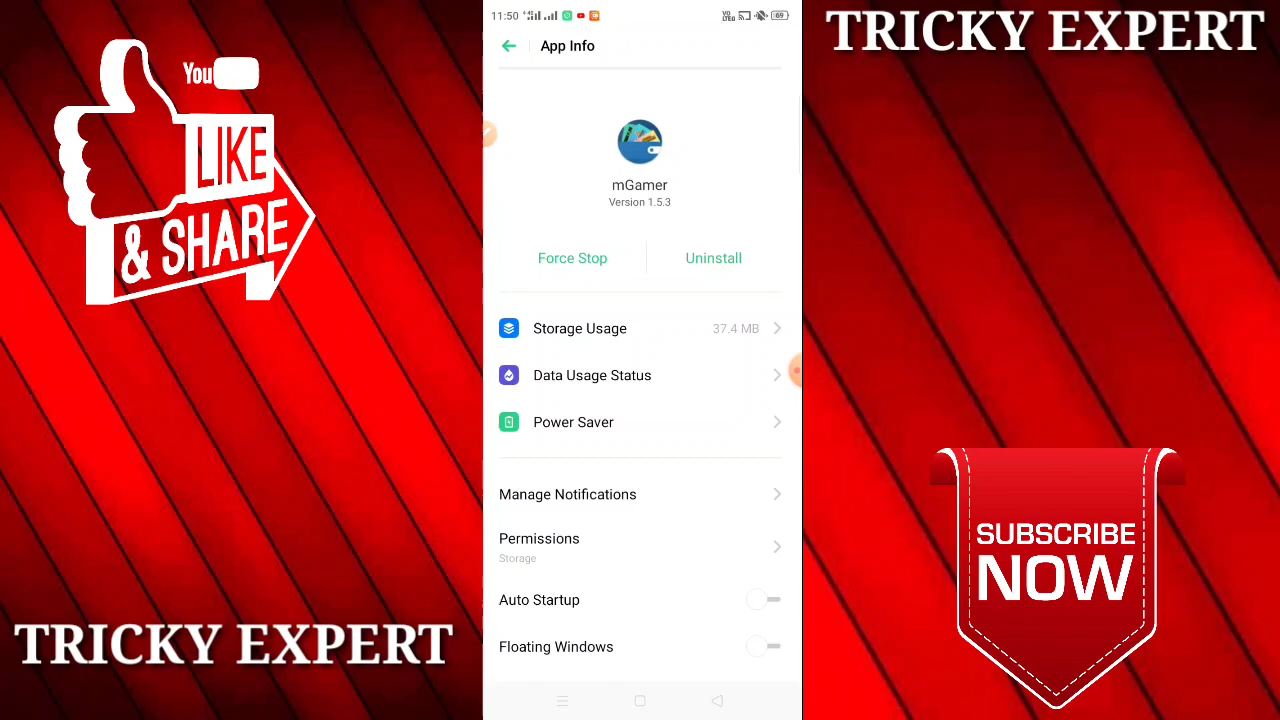 You
LIKE
& SHARE
TRICKY EXPERT
11:50
69
App Info
mGamer
Version 1.5.3
Force Stop
Uninstall
Storage Usage
37.4 MB
Data Usage Status
Power Saver
Manage Notifications
Permissions
Storage
Auto Startup
Floating Windows
TRICKY EXPERT
SUBSCRIBE
NOW